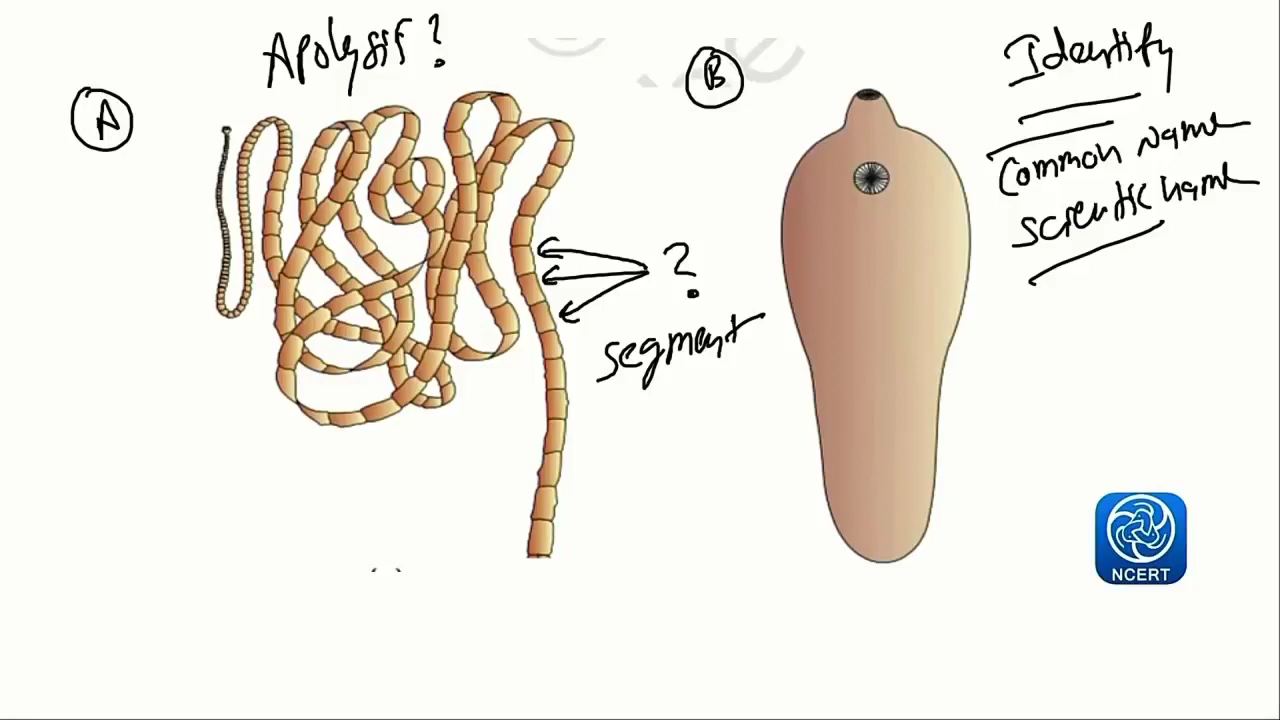 Apolysis?
A
B
Identify
Common name
Scientific name
?
segment
NCERT